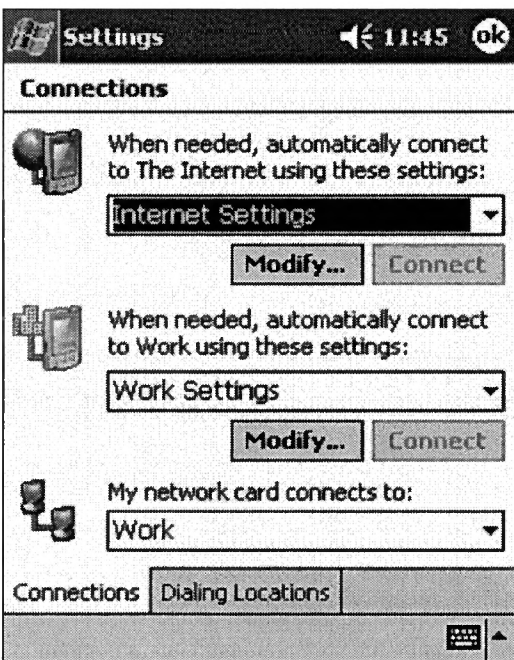 Settings 11:45 ok
Connections
When needed, automatically connect
to The Internet using these settings:
Internet Settings
Modify... Connect
When needed, automatically connect
to Work using these settings:
Work Settings
Modify... Connect
My network card connects to:
Work
Connections Dialing Locations